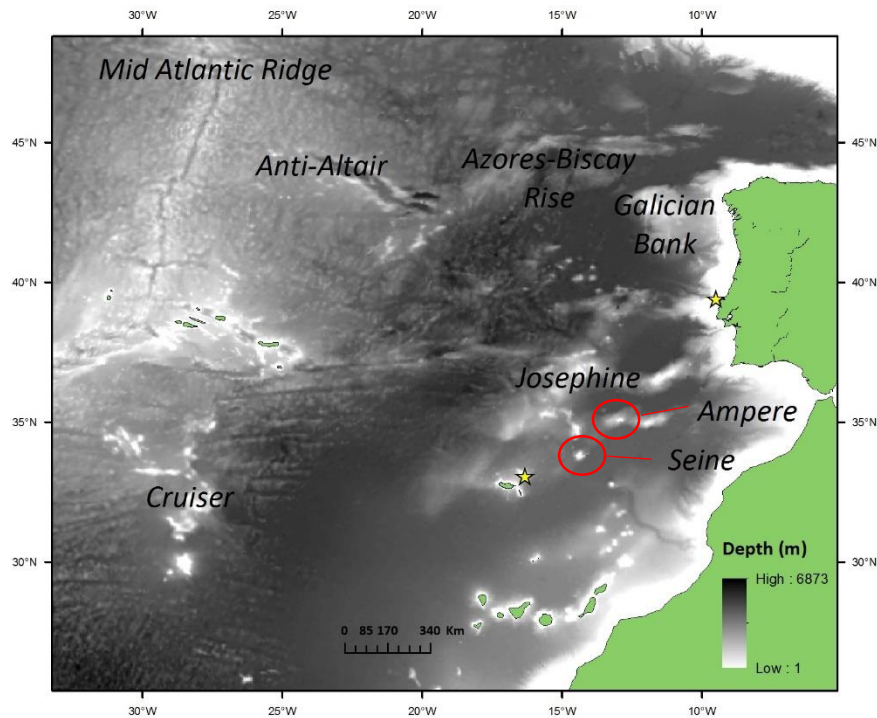 30°W 25°W 20°W 15°W 10°W
Mid Atlantic Ridge
45°N 45°N
Anti-Altair
Azores-Biscay
Rise
Galician
Bank
40°N 40°N
Josephine
35°N 35°N
Ampere
Seine
Cruiser
30°N 30°N
Depth (m)
High : 6873
Low : 1
0 85 170 340 Km
30°W 25°W 20°W 15°W 10°W